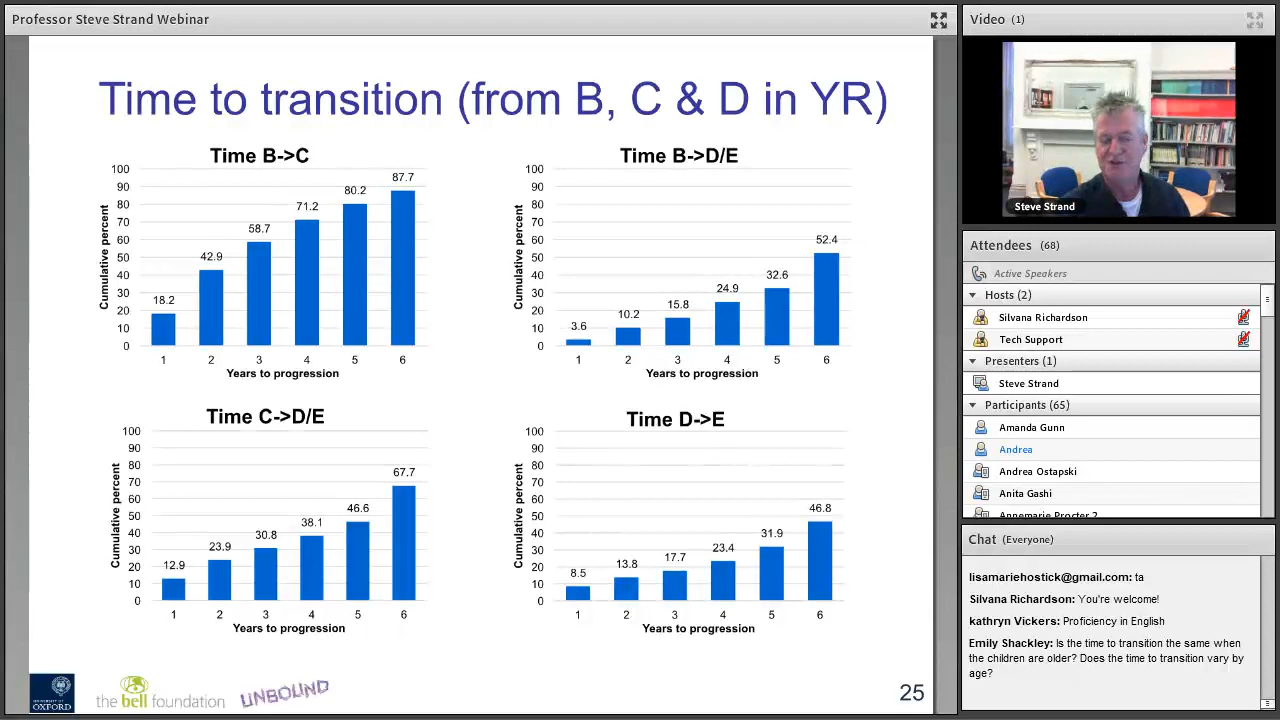 Professor Steve Strand Webinar
Time to transition (from B, C & D in YR)
Time B->C
Cumulative percent
100
90
80
70
60
50
40
30
20
10
0
18.2
42.9
58.7
71.2
80.2
87.7
1 2 3 4 5 6
Years to progression
Time B->D/E
Cumulative percent
100
90
80
70
60
50
40
30
20
10
0
3.6
10.2
15.8
24.9
32.6
52.4
1 2 3 4 5 6
Years to progression
Time C->D/E
Cumulative percent
100
90
80
70
60
50
40
30
20
10
0
12.9
23.9
30.8
38.1
46.6
67.7
1 2 3 4 5 6
Years to progression
Time D->E
Cumulative percent
100
90
80
70
60
50
40
30
20
10
0
8.5
13.8
17.7
23.4
31.9
46.8
1 2 3 4 5 6
Years to progression
OXFORD
the bell foundation
UNBOUND
25
Video (1)
Steve Strand
Attendees (68)
Active Speakers
Hosts (2)
Silvana Richardson
Tech Support
Presenters (1)
Steve Strand
Participants (65)
Amanda Gunn
Andrea
Andrea Ostapski
Anita Gashi
Annemarie Procter 2
Chat (Everyone)
lisamariehostick@gmail.com: ta
Silvana Richardson: You're welcome!
kathryn Vickers: Proficiency in English
Emily Shackley: Is the time to transition the same when
the children are older? Does the time to transition vary by
age?